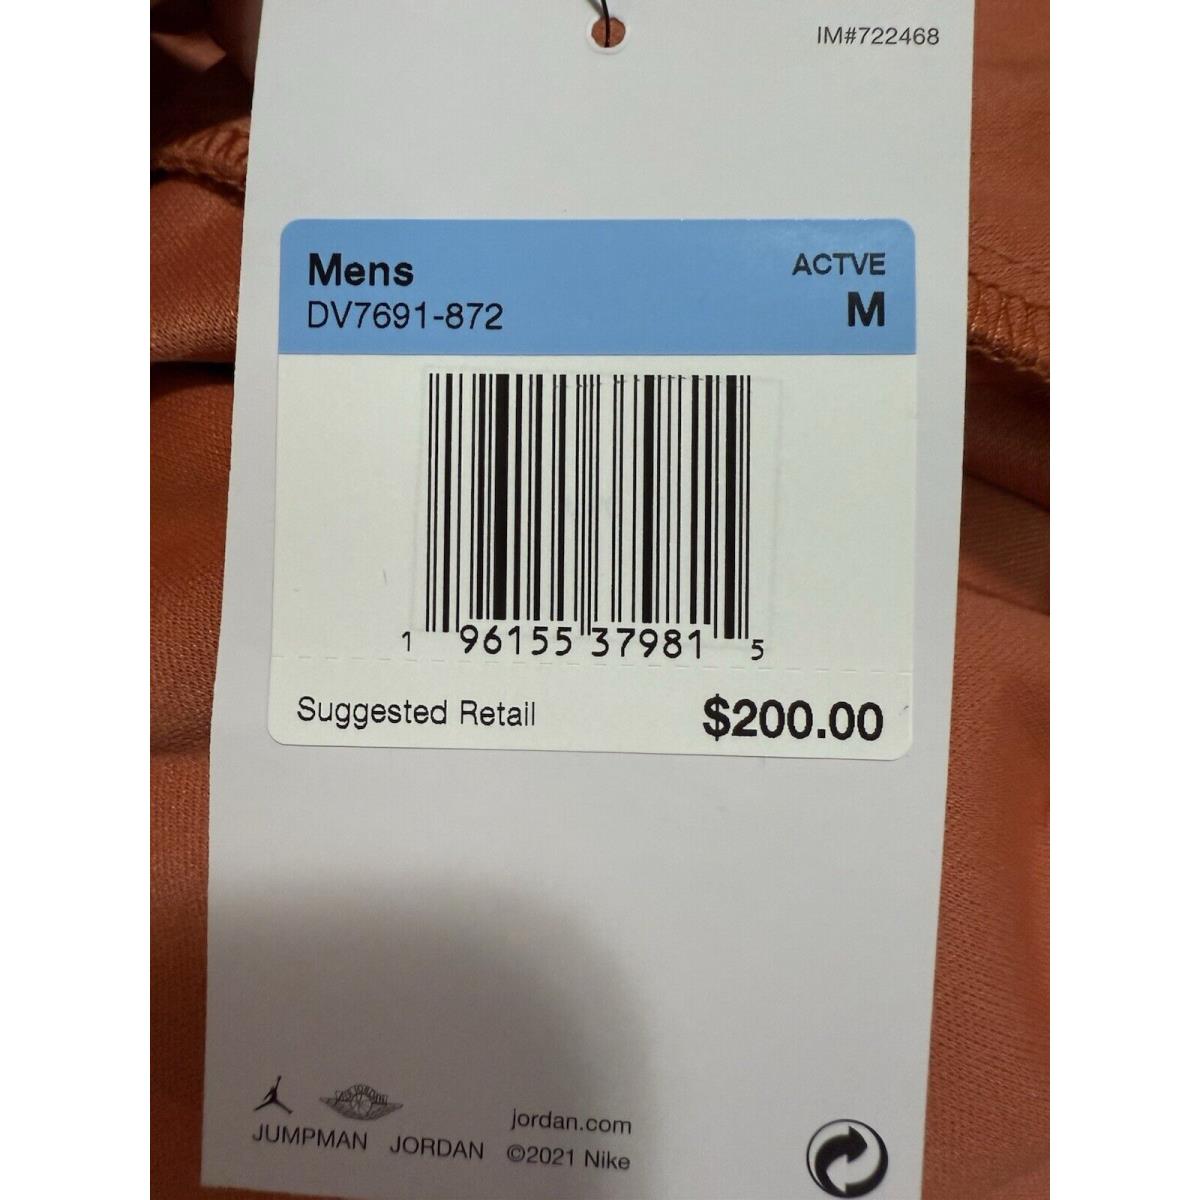 IM#722468
Mens
ACTVE
DV7691-872
M
1 96155 37981 5
Suggested Retail
$200.00
JUMPMAN
JORDAN
jordan.com
©2021 Nike